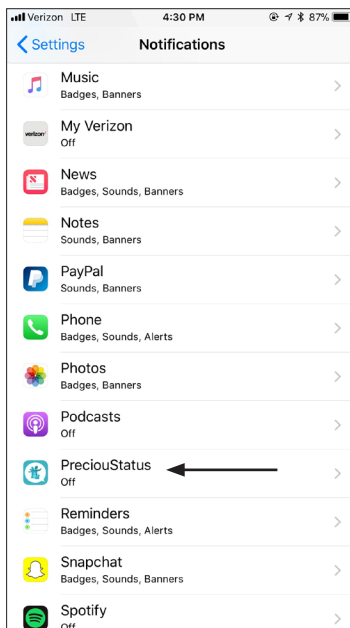 Verizon LTE 4:30 PM 87%
Settings Notifications
Music
Badges, Banners
verizon
My Verizon
Off
News
Badges, Sounds, Banners
Notes
Sounds, Banners
PayPal
Sounds, Banners
Phone
Badges, Sounds, Alerts
Photos
Badges, Banners
Podcasts
Off
PreciouStatus
Off
Reminders
Badges, Sounds, Alerts
Snapchat
Badges, Sounds, Banners
Spotify
Off